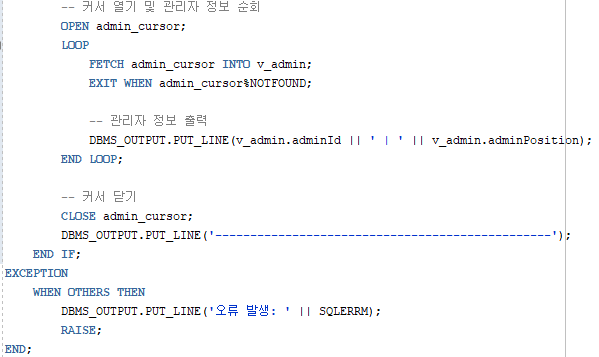 -- 커서 열기 및 관리자 정보 순회
OPEN admin_cursor;
LOOP
FETCH admin_cursor INTO v_admin;
EXIT WHEN admin_cursor%NOTFOUND;
-- 관리자 정보 출력
DBMS_OUTPUT.PUT_LINE(v_admin.adminId || ' | ' || v_admin.adminPosition);
END LOOP;
-- 커서 닫기
CLOSE admin_cursor;
DBMS_OUTPUT.PUT_LINE('------------------------------------------------');
END IF;
EXCEPTION
WHEN OTHERS THEN
DBMS_OUTPUT.PUT_LINE('오류 발생: ' || SQLERRM);
RAISE;
END;